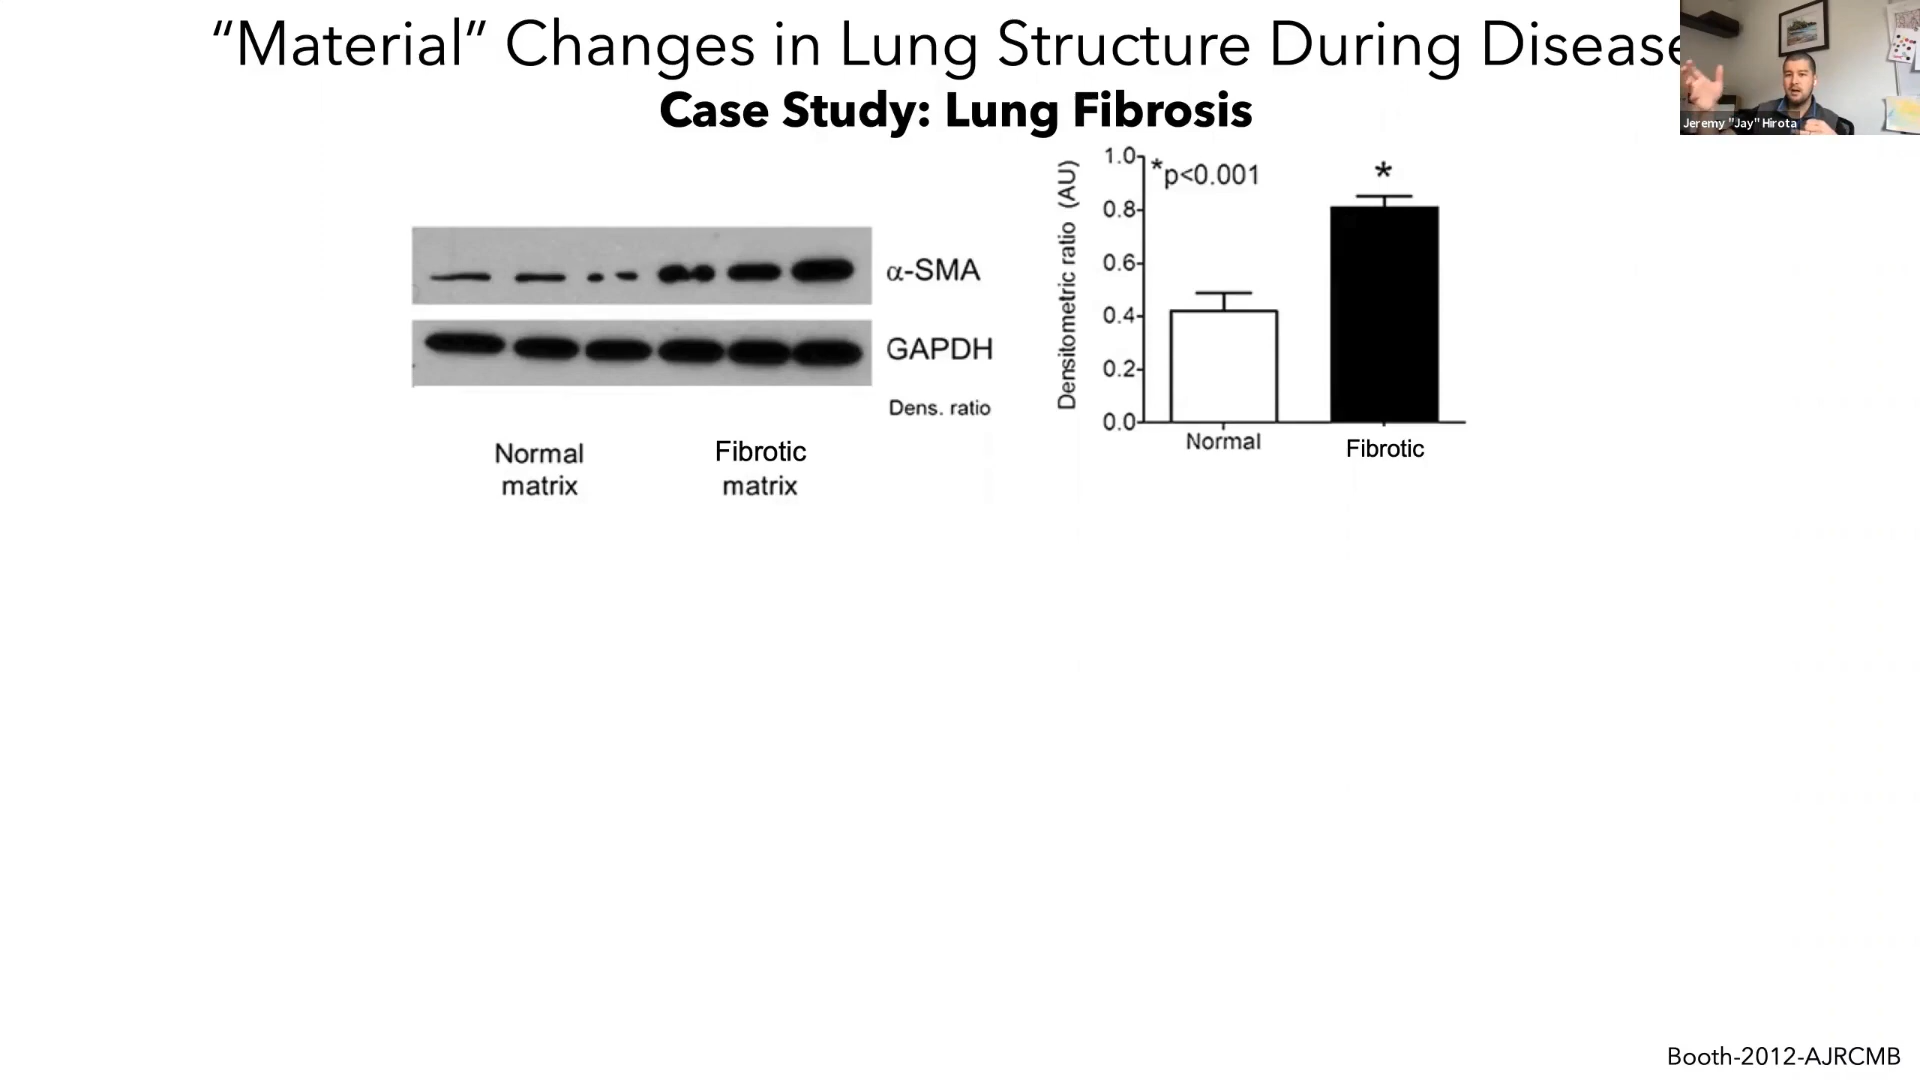 “Material” Changes in Lung Structure During Disease
Case Study: Lung Fibrosis
Jeremy "Jay" Hirota
α-SMA
GAPDH
Dens. ratio
Normal
matrix
Fibrotic
matrix
Densitometric ratio (AU)
1.0
0.8
0.6
0.4
0.2
0.0
*p<0.001
*
Normal
Fibrotic
Booth-2012-AJRCMB